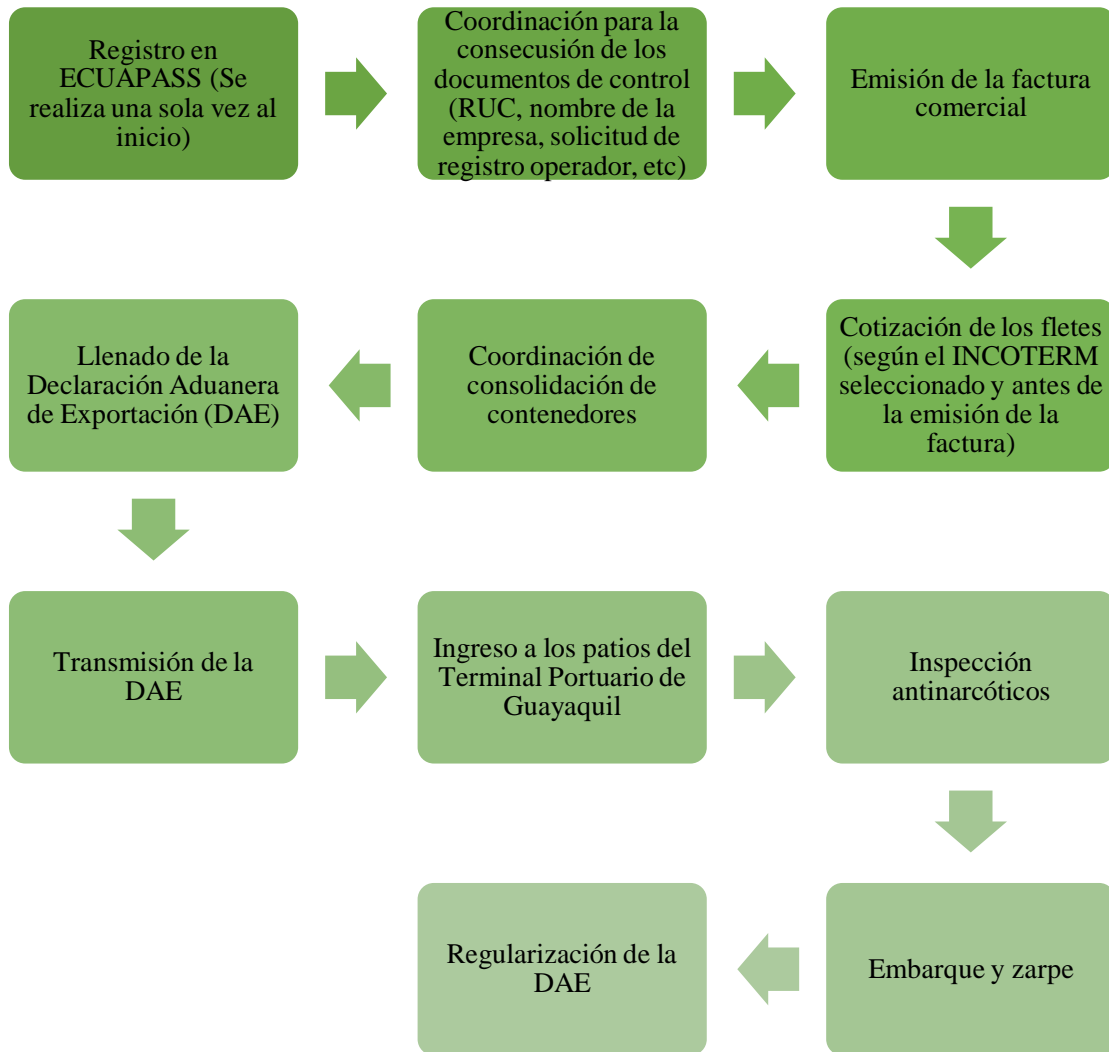 Registro en
ECUAPASS (Se
realiza una sola vez al
inicio)
Coordinación para la
consecusión de los
documentos de control
(RUC, nombre de la
empresa, solicitud de
registro operador, etc)
Emisión de la factura
comercial
Cotización de los fletes
(según el INCOTERM
seleccionado y antes de
la emisión de la
factura)
Coordinación de
consolidación de
contenedores
Llenado de la
Declaración Aduanera
de Exportación (DAE)
Transmisión de la
DAE
Ingreso a los patios del
Terminal Portuario de
Guayaquil
Inspección
antinarcóticos
Embarque y zarpe
Regularización de la
DAE